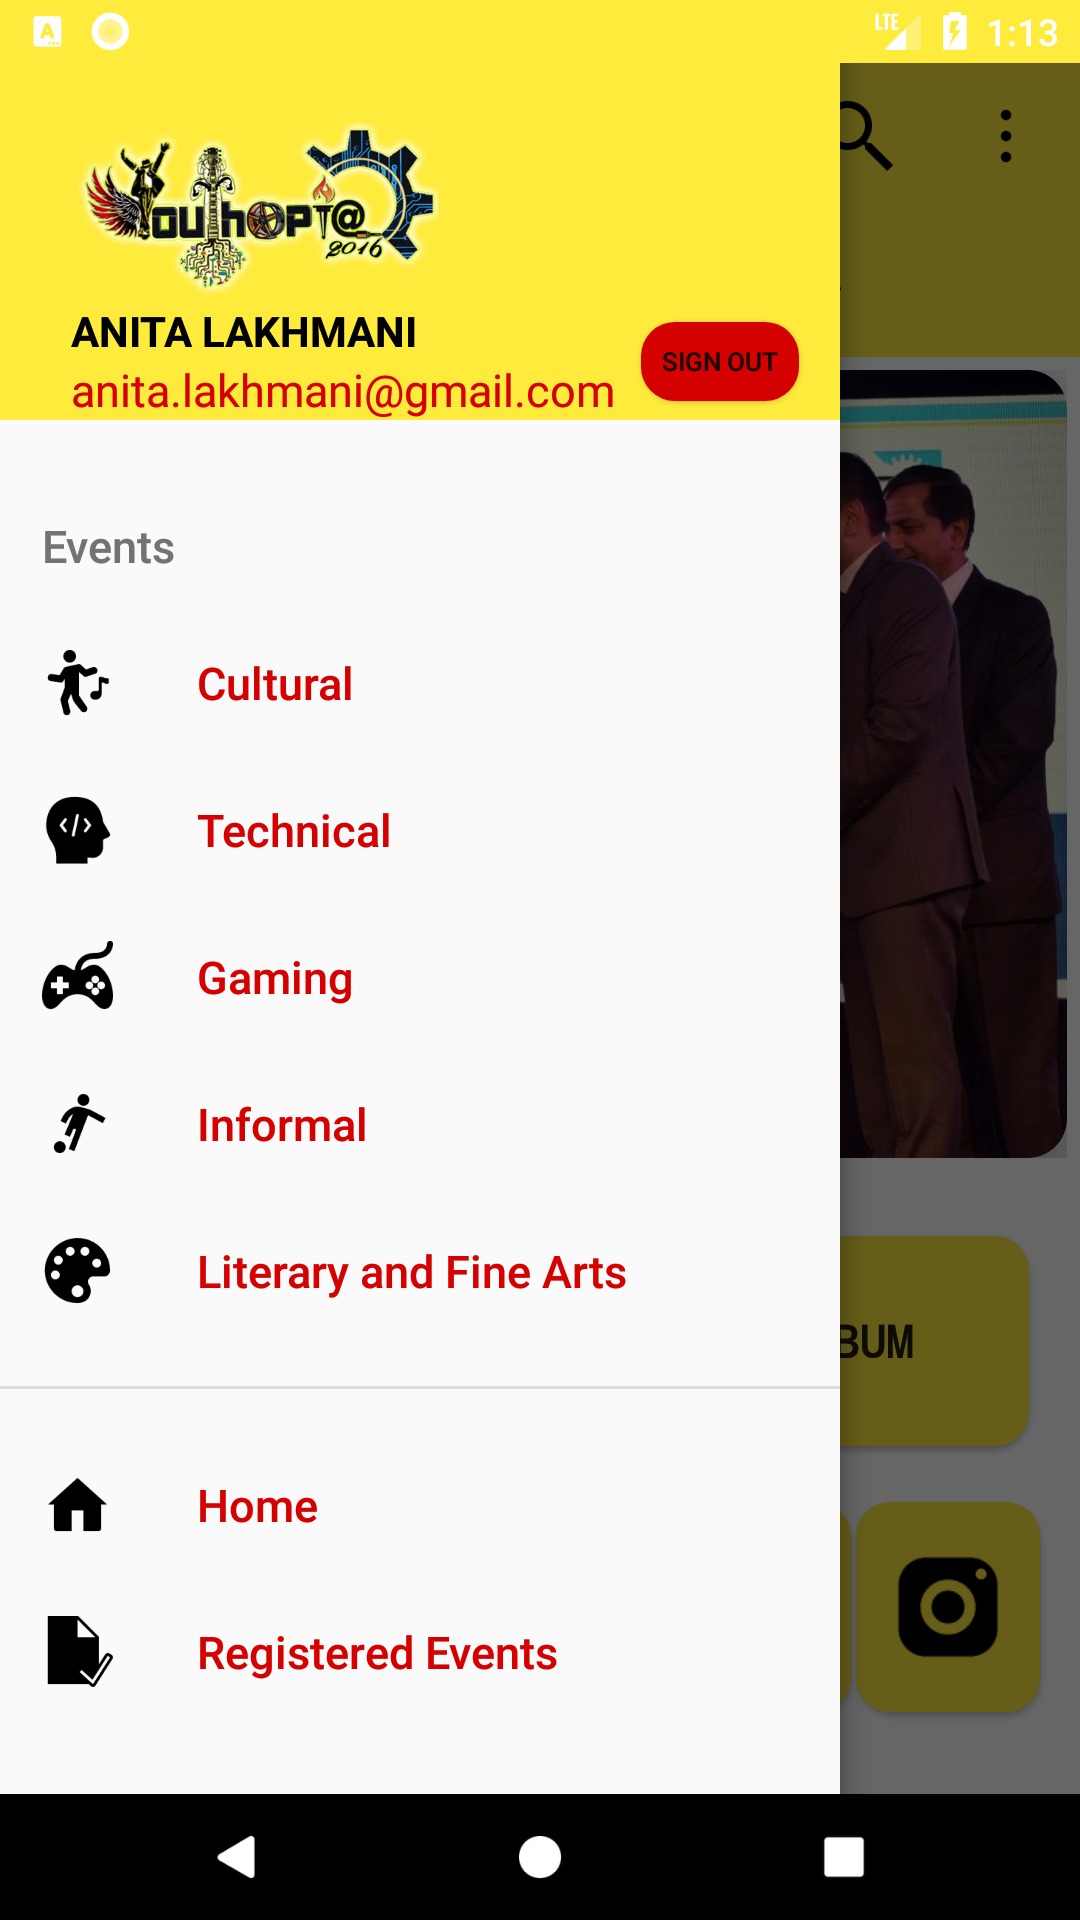 LTE 1:13
Youthopi@
2016
ANITA LAKHMANI
anita.lakhmani@gmail.com
SIGN OUT
Events
Cultural
Technical
Gaming
Informal
Literary and Fine Arts
BUM
Home
Registered Events